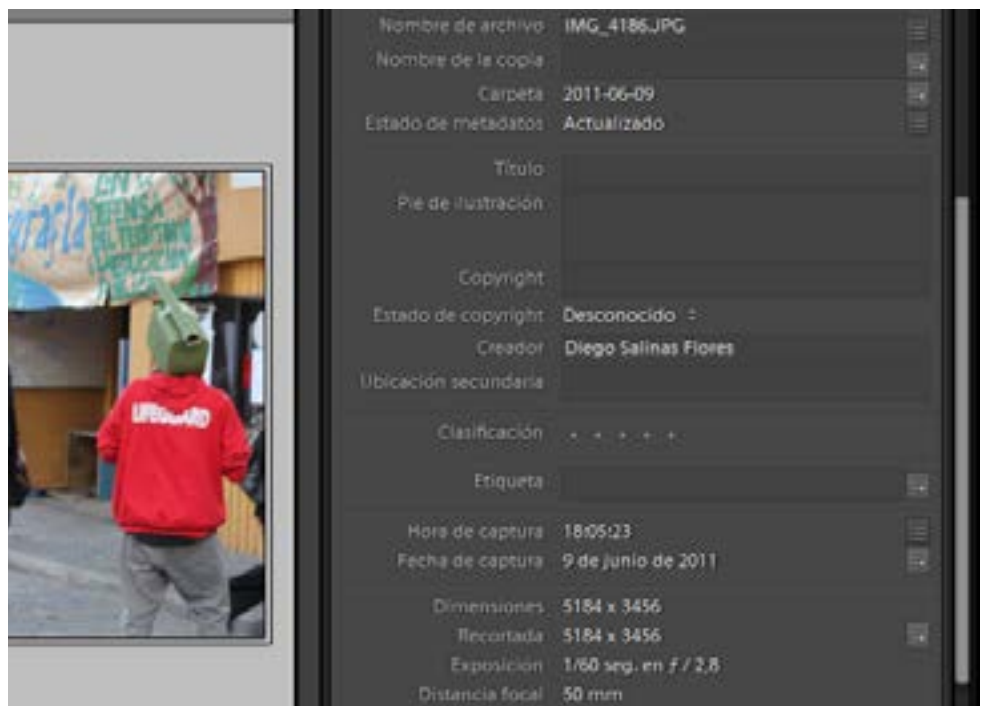 Nombre de archivo IMG_4186.JPG
Nombre de la copia
Carpeta 2011-06-09
Estado de metadatos Actualizado
Título
Pie de ilustración
Copyright
Estado de copyright Desconocido
Creador Diego Salinas Flores
Ubicación secundaria
Clasificación
Etiqueta
Hora de captura 18:05:23
Fecha de captura 9 de junio de 2011
Dimensiones 5184 x 3456
Recortada 5184 x 3456
Exposición 1/60 seg. en ƒ / 2,8
Distancia focal 50 mm
EN
DEFENSA
LIFEGUARD